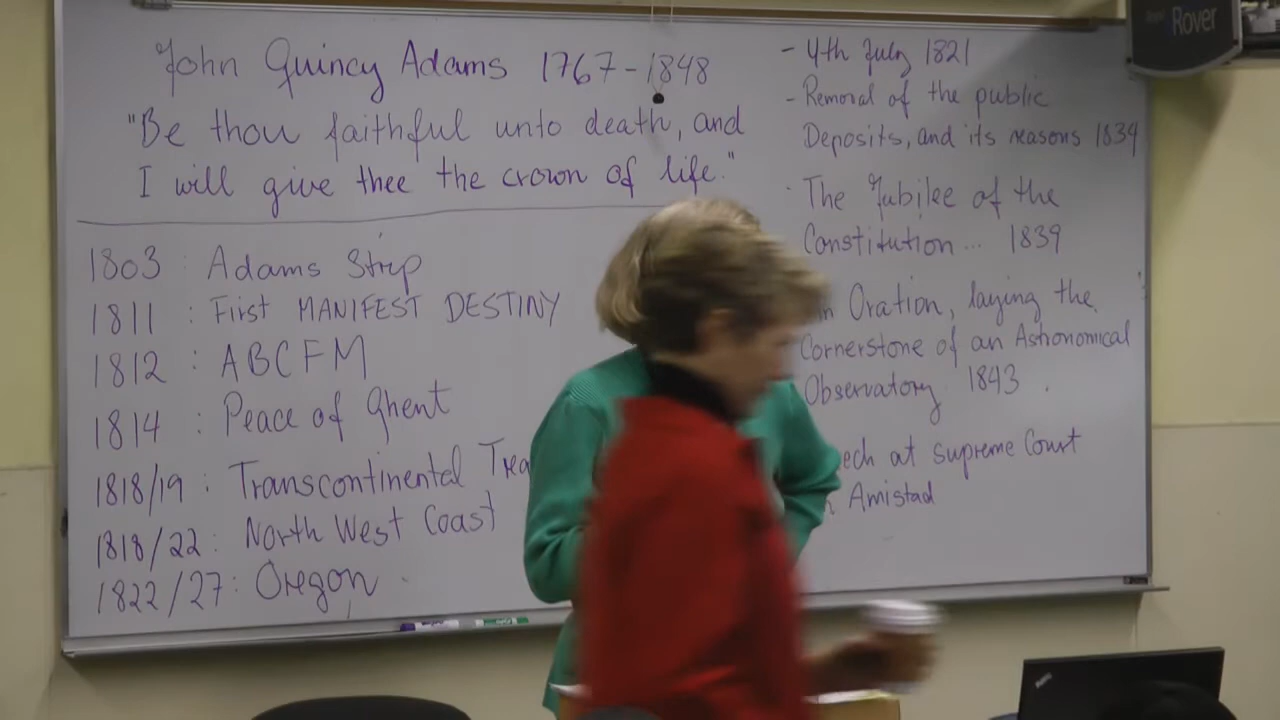 John Quincy Adams 1767-1848
"Be thou faithful unto death, and
I will give thee the crown of life."
1803 : Adams Strip
1811 : First MANIFEST DESTINY
1812 : ABCFM
1814 : Peace of Ghent
1818/19 : Transcontinental Trea
1818/22 : North West Coast
1822/27 : Oregon
- 4th July 1821
- Removal of the public
Deposits, and its reasons 1834
The Jubilee of the
Constitution... 1839
n Oration, laying the
Cornerstone of an Astronomical
Observatory 1843
ech at supreme Court
Amistad
Rover